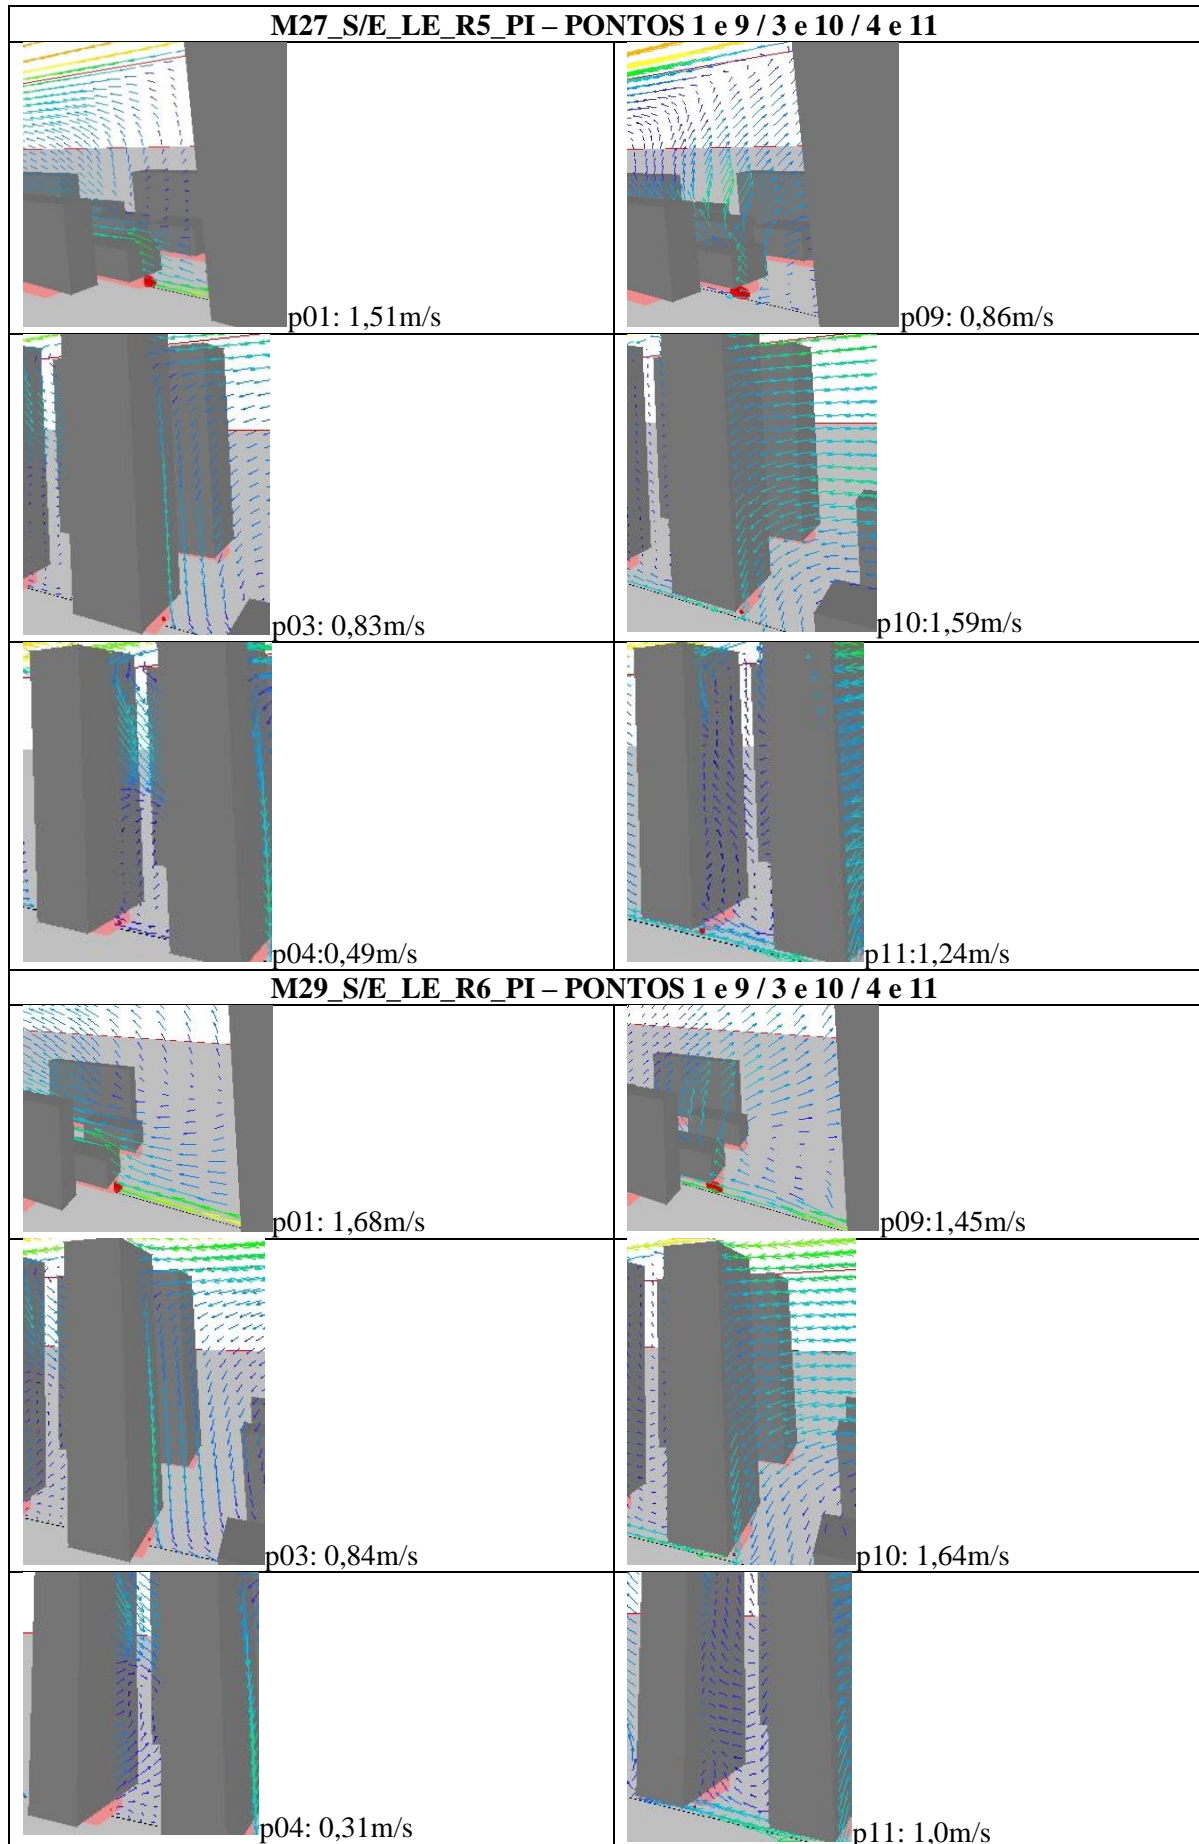 M27_S/E_LE_R5_PI – PONTOS 1 e 9 / 3 e 10 / 4 e 11
p01: 1,51m/s
p09: 0,86m/s
p03: 0,83m/s
p10:1,59m/s
p04:0,49m/s
p11:1,24m/s
M29_S/E_LE_R6_PI – PONTOS 1 e 9 / 3 e 10 / 4 e 11
p01: 1,68m/s
p09:1,45m/s
p03: 0,84m/s
p10: 1,64m/s
p04: 0,31m/s
p11: 1,0m/s